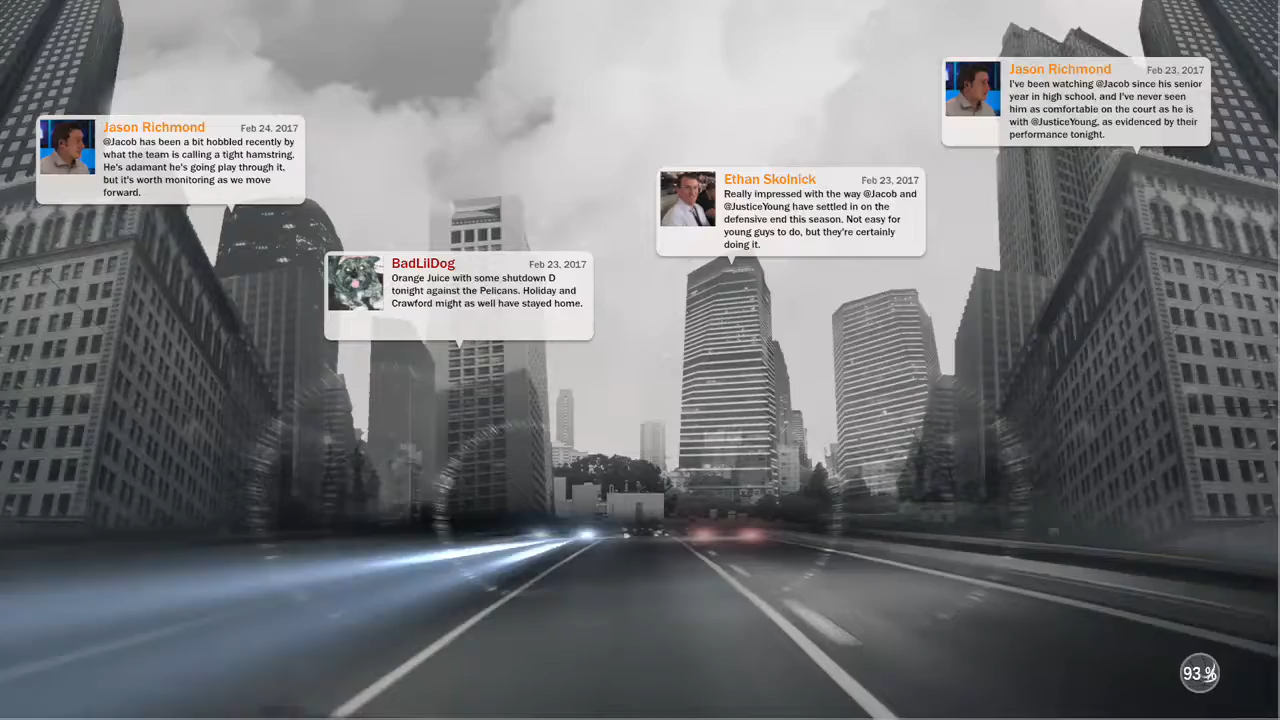 Jason Richmond Feb 24, 2017
@Jacob has been a bit hobbled recently by
what the team is calling a tight hamstring.
He's adamant he's going play through it,
but it's worth monitoring as we move
forward.
BadLilDog Feb 23, 2017
Orange Juice with some shutdown D
tonight against the Pelicans. Holiday and
Crawford might as well have stayed home.
Ethan Skolnick Feb 23, 2017
Really impressed with the way @Jacob and
@JusticeYoung have settled in on the
defensive end this season. Not easy for
young guys to do, but they're certainly
doing it.
Jason Richmond Feb 23, 2017
I've been watching @Jacob since his senior
year in high school, and I've never seen
him as comfortable on the court as he is
with @JusticeYoung, as evidenced by their
performance tonight.
93 %